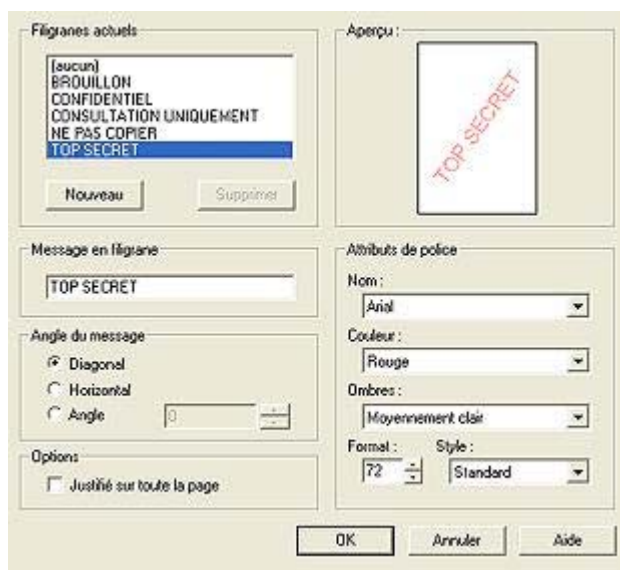 Filigranes actuels
(aucun)
BROUILLON
CONFIDENTIEL
CONSULTATION UNIQUEMENT
NE PAS COPIER
TOP SECRET
Nouveau
Supprimer
Aperçu :
TOP SECRET
Message en filigrane
TOP SECRET
Angle du message
Diagonal
Horizontal
Angle
0
Options
Justifié sur toute la page
Attributs de police
Nom :
Arial
Couleur :
Rouge
Ombres :
Moyennement clair
Format : Style :
72 Standard
OK Annuler Aide